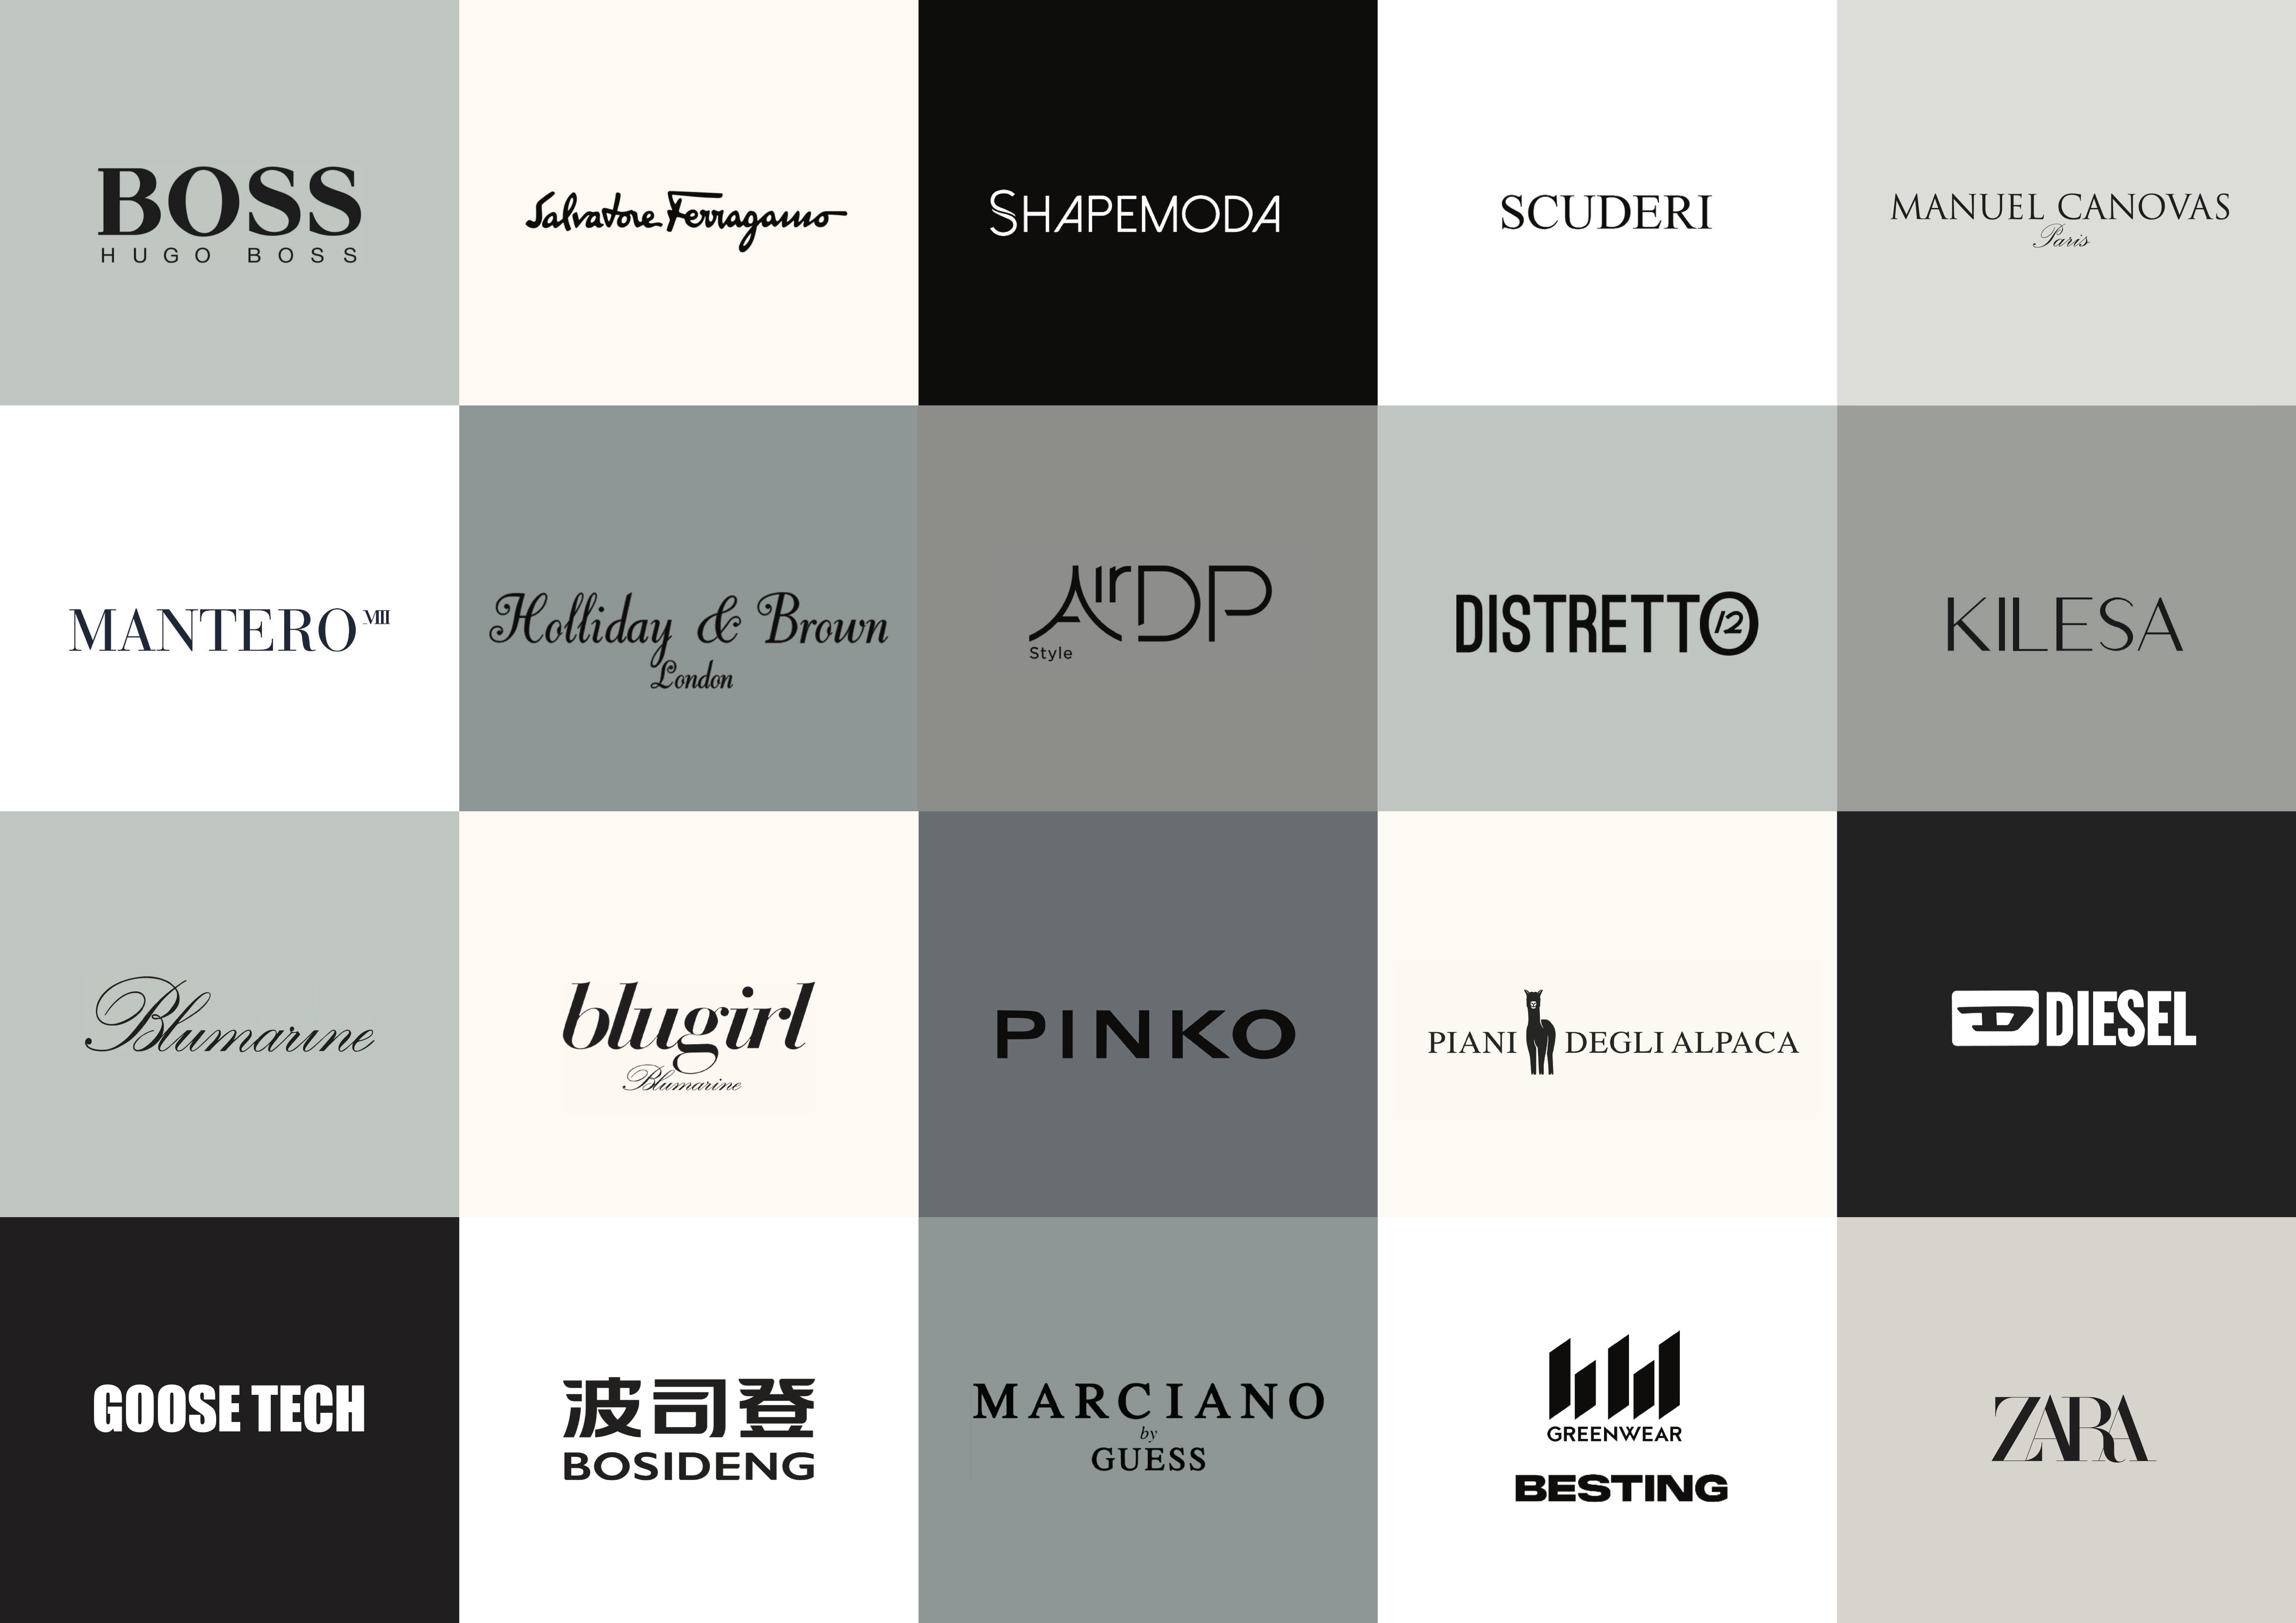 BOSS
HUGO BOSS
Salvatore Ferragamo
SHAPEMODA
SCUDERI
MANUEL CANOVAS
Paris
MANTERO VIII
Holliday & Brown
London
AirDP
Style
DISTRETTO 12
KILESA
Blumarine
blugirl
Blumarine
PINKO
PIANI DEGLI ALPACA
D DIESEL
GOOSE TECH
波司登
BOSIDENG
MARCIANO
by
GUESS
GREENWEAR
BESTING
ZARA